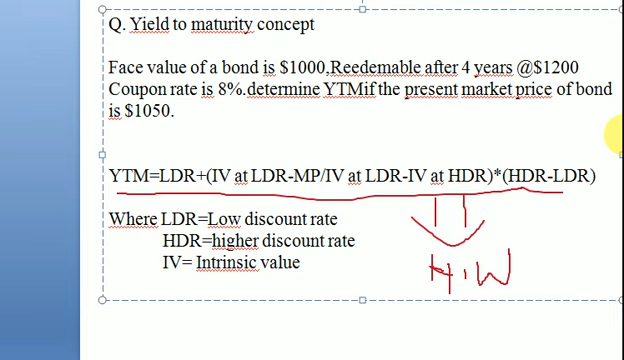 Q. Yield to maturity concept
Face value of a bond is $1000,Reedemable after 4 years @$1200
Coupon rate is 8%.determine YTMif the present market price of bond
is $1050.
YTM=LDR+(IV at LDR-MP/IV at LDR-IV at HDR)*(HDR-LDR)
Where LDR=Low discount rate
HDR=higher discount rate
IV= Intrinsic value
H.W